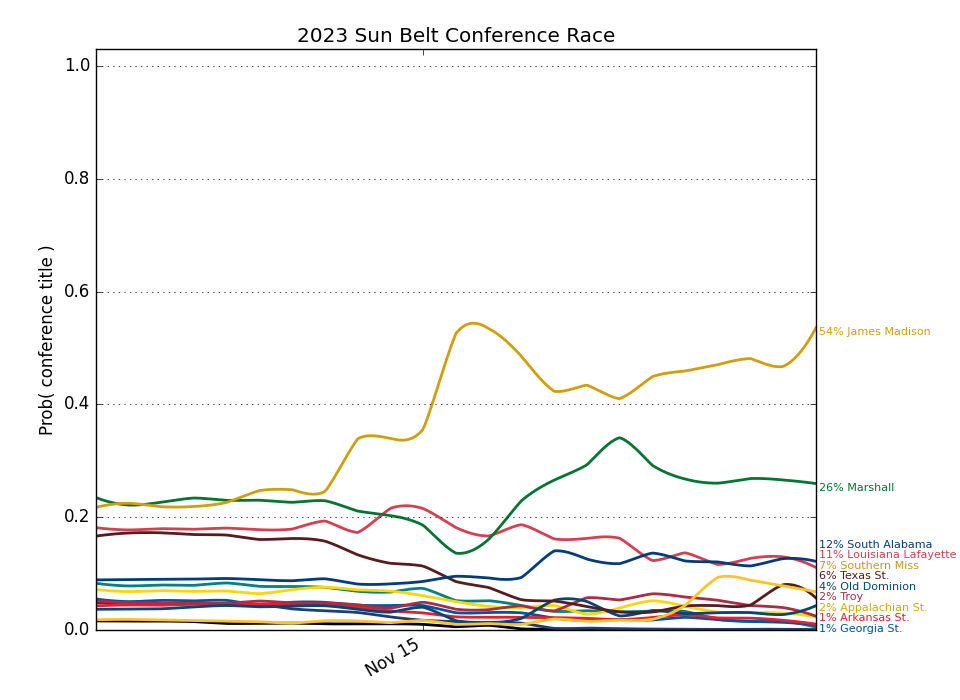 2023 Sun Belt Conference Race
1.0
0.8
0.6
0.4
0.2
0.0
Prob( conference title )
Nov 15
54% James Madison
26% Marshall
12% South Alabama
11% Louisiana Lafayette
7% Southern Miss
6% Texas St.
4% Old Dominion
2% Troy
2% Appalachian St.
1% Arkansas St.
1% Georgia St.